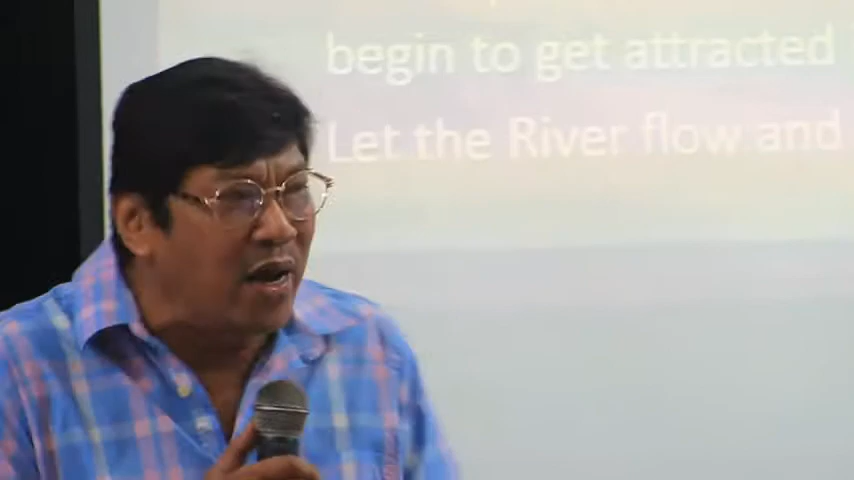 begin to get attracted
Let the River flow and